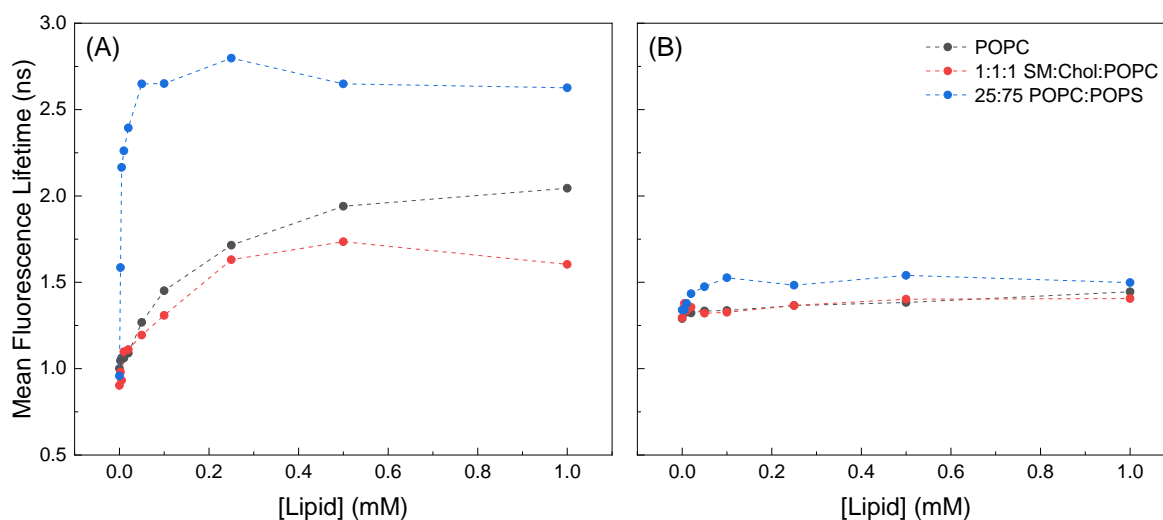 Mean Fluorescence Lifetime (ns)
3.0
2.5
2.0
1.5
1.0
0.5
(A)
0.0 0.2 0.4 0.6 0.8 1.0
[Lipid] (mM)
(B)
POPC
1:1:1 SM:Chol:POPC
25:75 POPC:POPS
0.0 0.2 0.4 0.6 0.8 1.0
[Lipid] (mM)